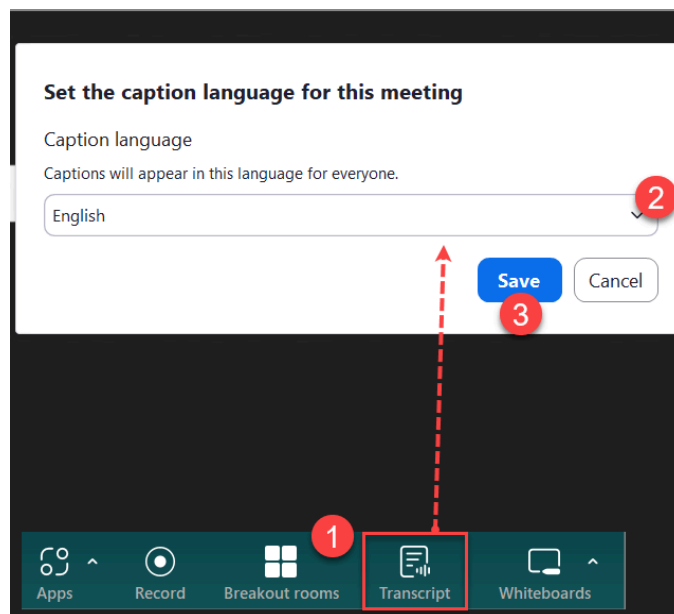 Set the caption language for this meeting
Caption language
Captions will appear in this language for everyone.
English
2
Save
Cancel
3
1
Apps
Record
Breakout rooms
Transcript
Whiteboards